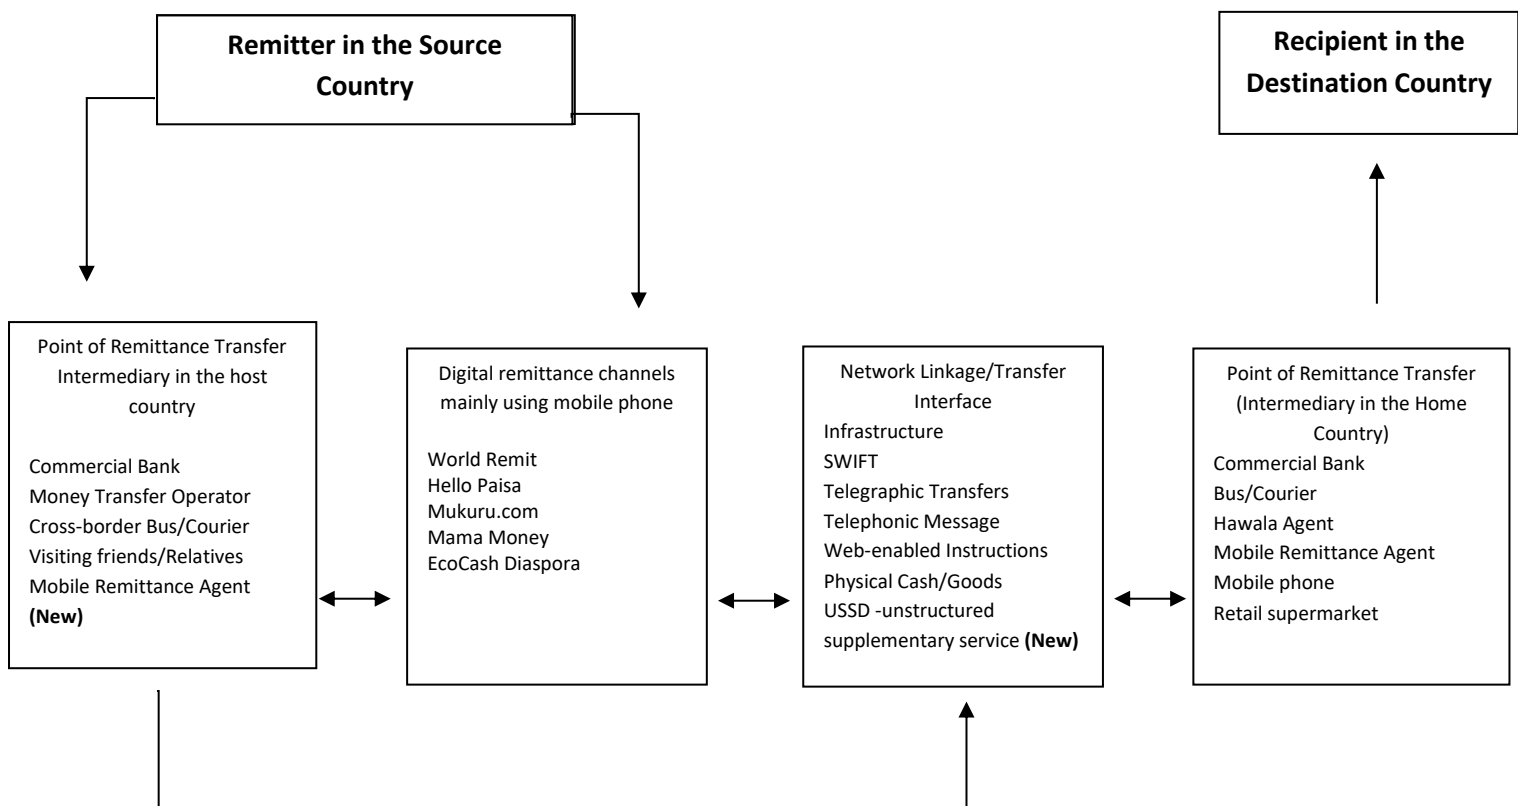 Remitter in the Source
Country
Recipient in the
Destination Country
Point of Remittance Transfer
Intermediary in the host
country
Commercial Bank
Money Transfer Operator
Cross-border Bus/Courier
Visiting friends/Relatives
Mobile Remittance Agent
(New)
Digital remittance channels
mainly using mobile phone
World Remit
Hello Paisa
Mukuru.com
Mama Money
EcoCash Diaspora
Network Linkage/Transfer
Interface
Infrastructure
SWIFT
Telegraphic Transfers
Telephonic Message
Web-enabled Instructions
Physical Cash/Goods
USSD -unstructured
supplementary service (New)
Point of Remittance Transfer
(Intermediary in the Home
Country)
Commercial Bank
Bus/Courier
Hawala Agent
Mobile Remittance Agent
Mobile phone
Retail supermarket